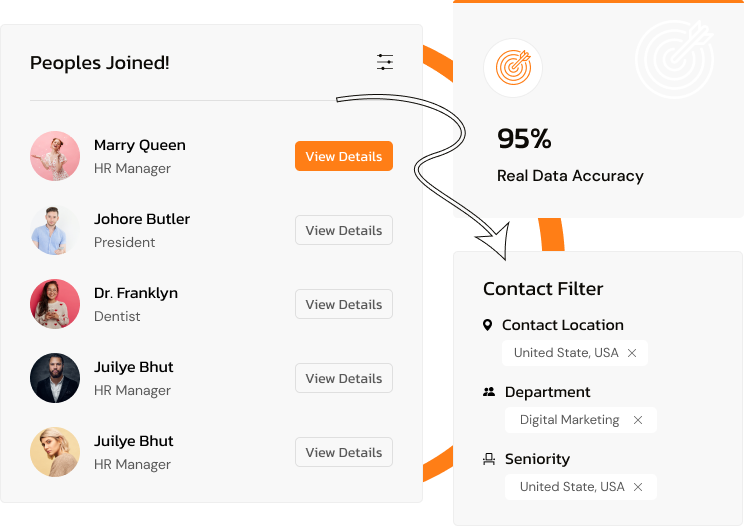 Peoples Joined!
Marry Queen
HR Manager
View Details
Johore Butler
President
View Details
Dr. Franklyn
Dentist
View Details
Juilye Bhut
HR Manager
View Details
Juilye Bhut
HR Manager
View Details
95%
Real Data Accuracy
Contact Filter
Contact Location
United State, USA
Department
Digital Marketing
Seniority
United State, USA